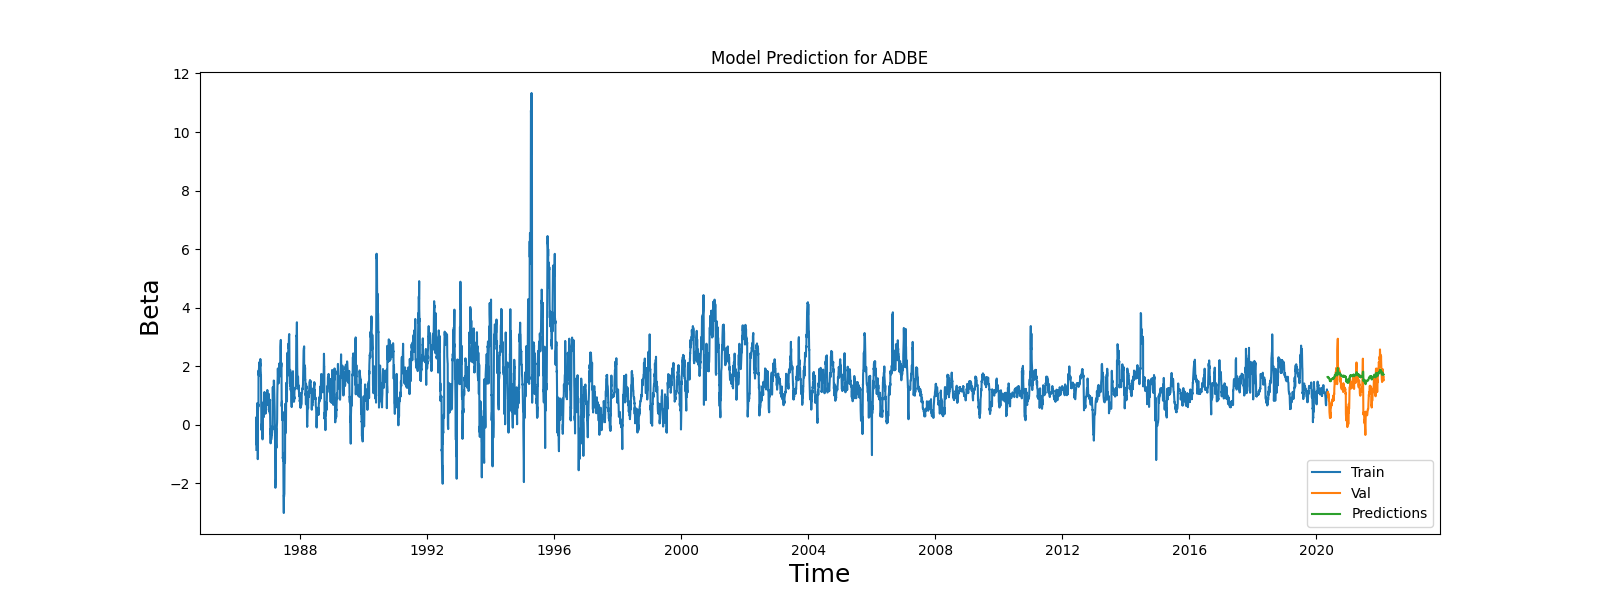 Model Prediction for ADBE
12
10
8
6
4
2
0
−2
Beta
1988 1992 1996 2000 2004 2008 2012 2016 2020
Time
Train
Val
Predictions